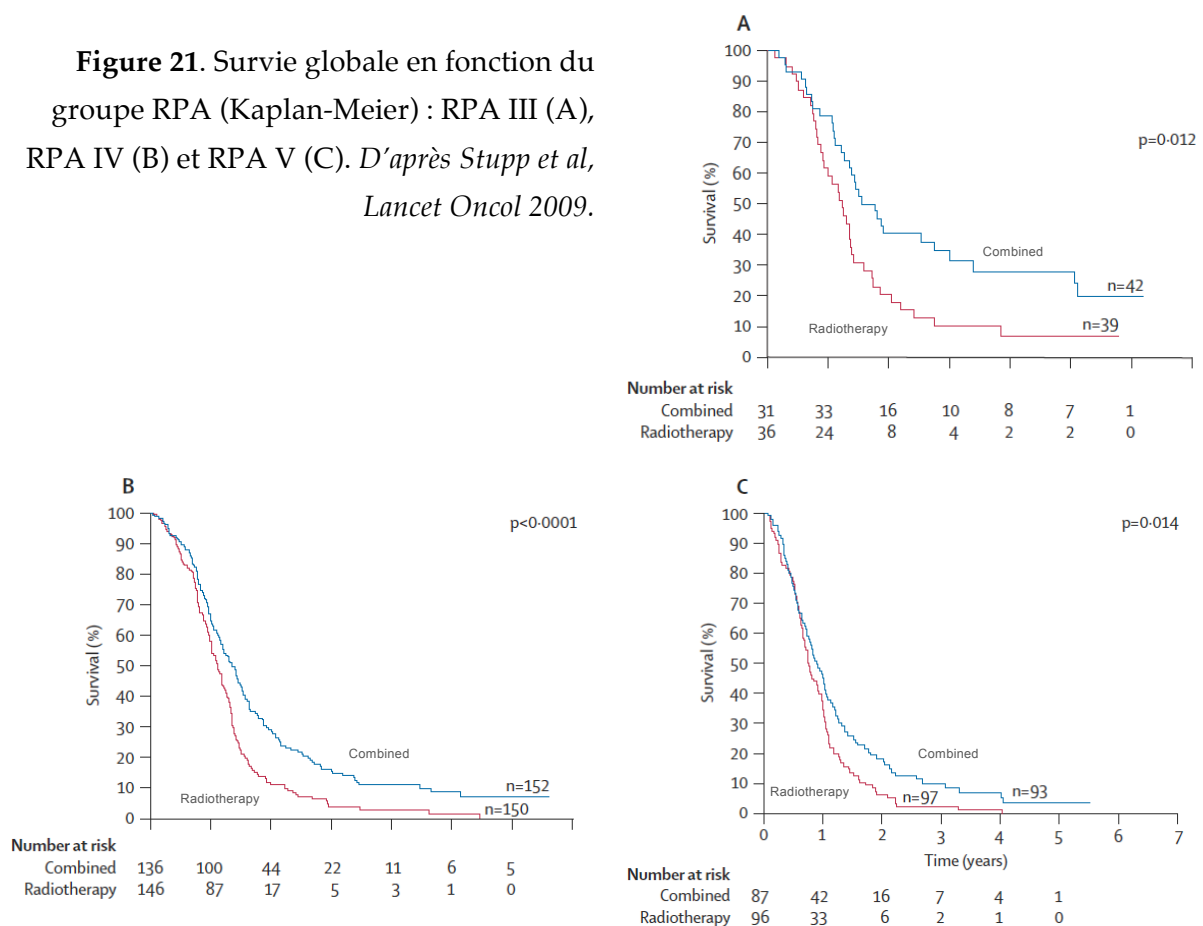 Figure 21. Survie globale en fonction du
groupe RPA (Kaplan-Meier) : RPA III (A),
RPA IV (B) et RPA V (C). D'après Stupp et al,
Lancet Oncol 2009.
A
100
90
80
70
60
50
40
30
20
10
0
Survival (%)
p=0·012
Combined
n=42
Radiotherapy
n=39
Number at risk
Combined 31 33 16 10 8 7 1
Radiotherapy 36 24 8 4 2 2 0
B
100
90
80
70
60
50
40
30
20
10
0
Survival (%)
p<0·0001
Combined
n=152
Radiotherapy
n=150
Number at risk
Combined 136 100 44 22 11 6 5
Radiotherapy 146 87 17 5 3 1 0
C
100
90
80
70
60
50
40
30
20
10
0
Survival (%)
p=0·014
Combined
Radiotherapy
n=97
n=93
0 1 2 3 4 5 6 7
Time (years)
Number at risk
Combined 87 42 16 7 4 1
Radiotherapy 96 33 6 2 1 0